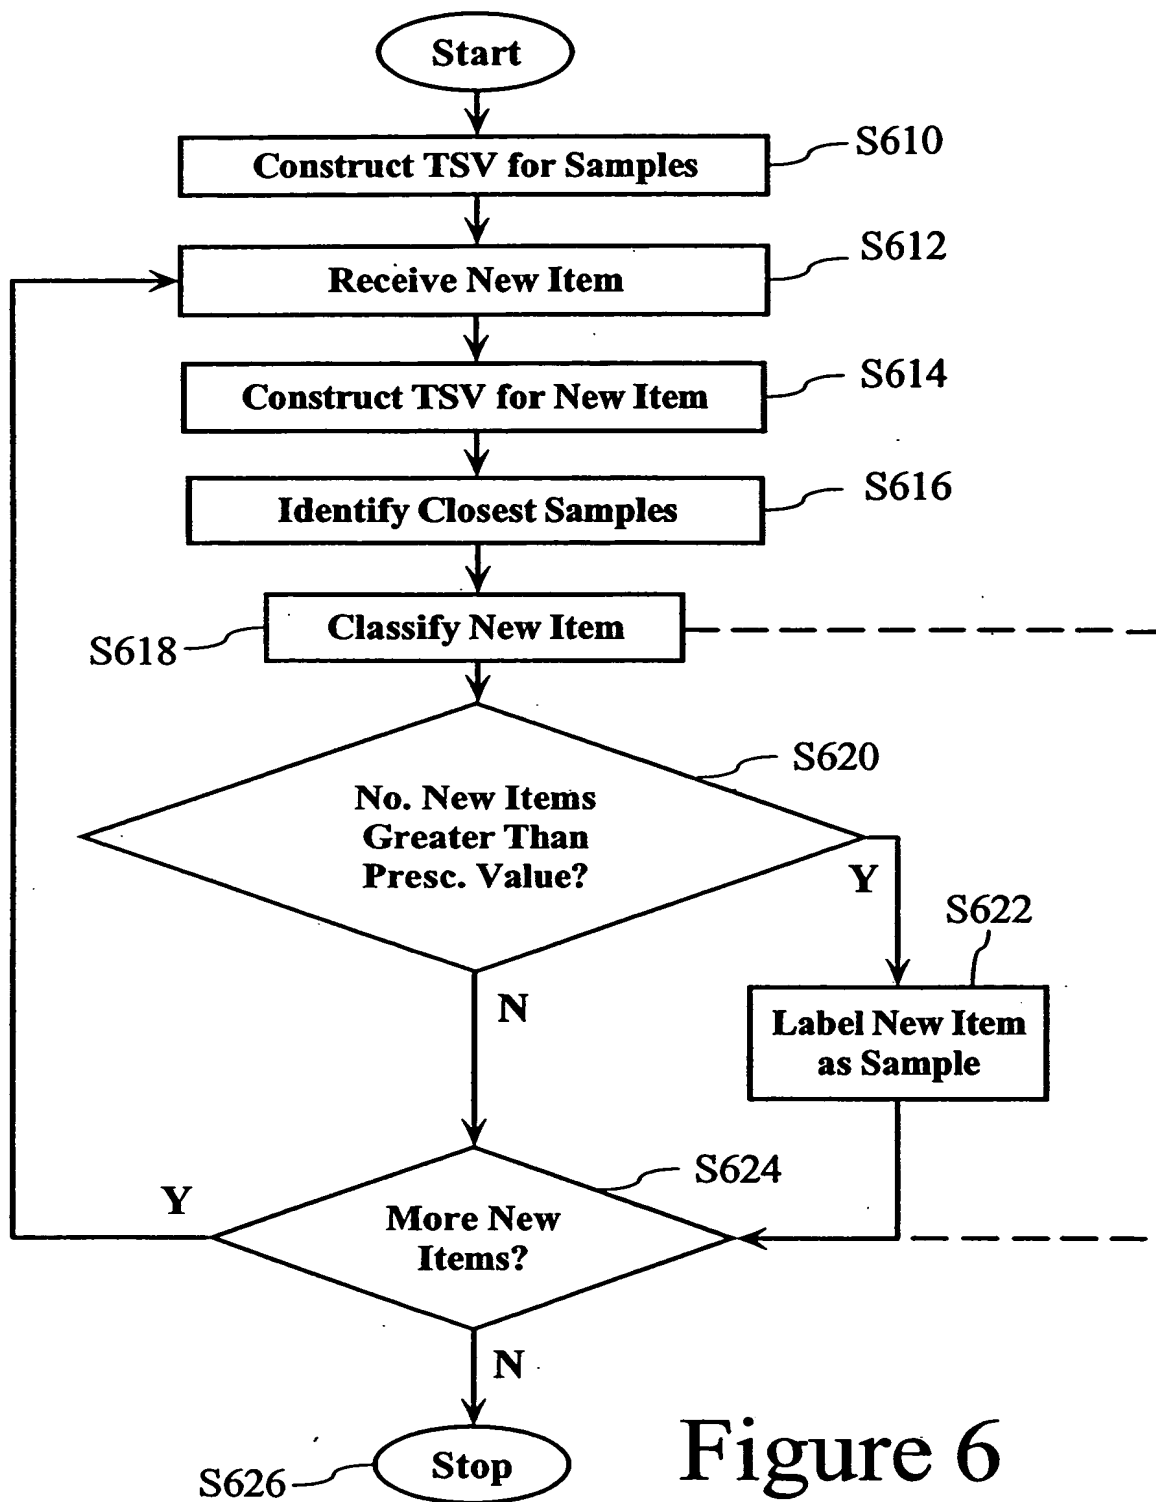 Start
Construct TSV for Samples
S610
Receive New Item
S612
Construct TSV for New Item
S614
Identify Closest Samples
S616
Classify New Item
S618
No. New Items
Greater Than
Presc. Value?
S620
Y
N
S622
Label New Item
as Sample
More New
Items?
S624
Y
N
Stop
S626
Figure 6